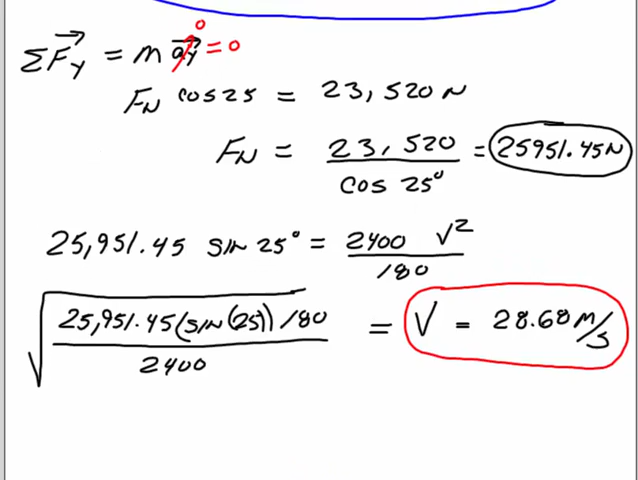 ΣF⃗y = m a⃗y⁰ = 0
FN cos25 = 23,520 N
FN = 23,520 / cos 25° = 25951.45N
25,951.45 sin 25° = 2400 v² / 180
√(25,951.45(sin(25)) 180 / 2400) = V = 28.68 m/s